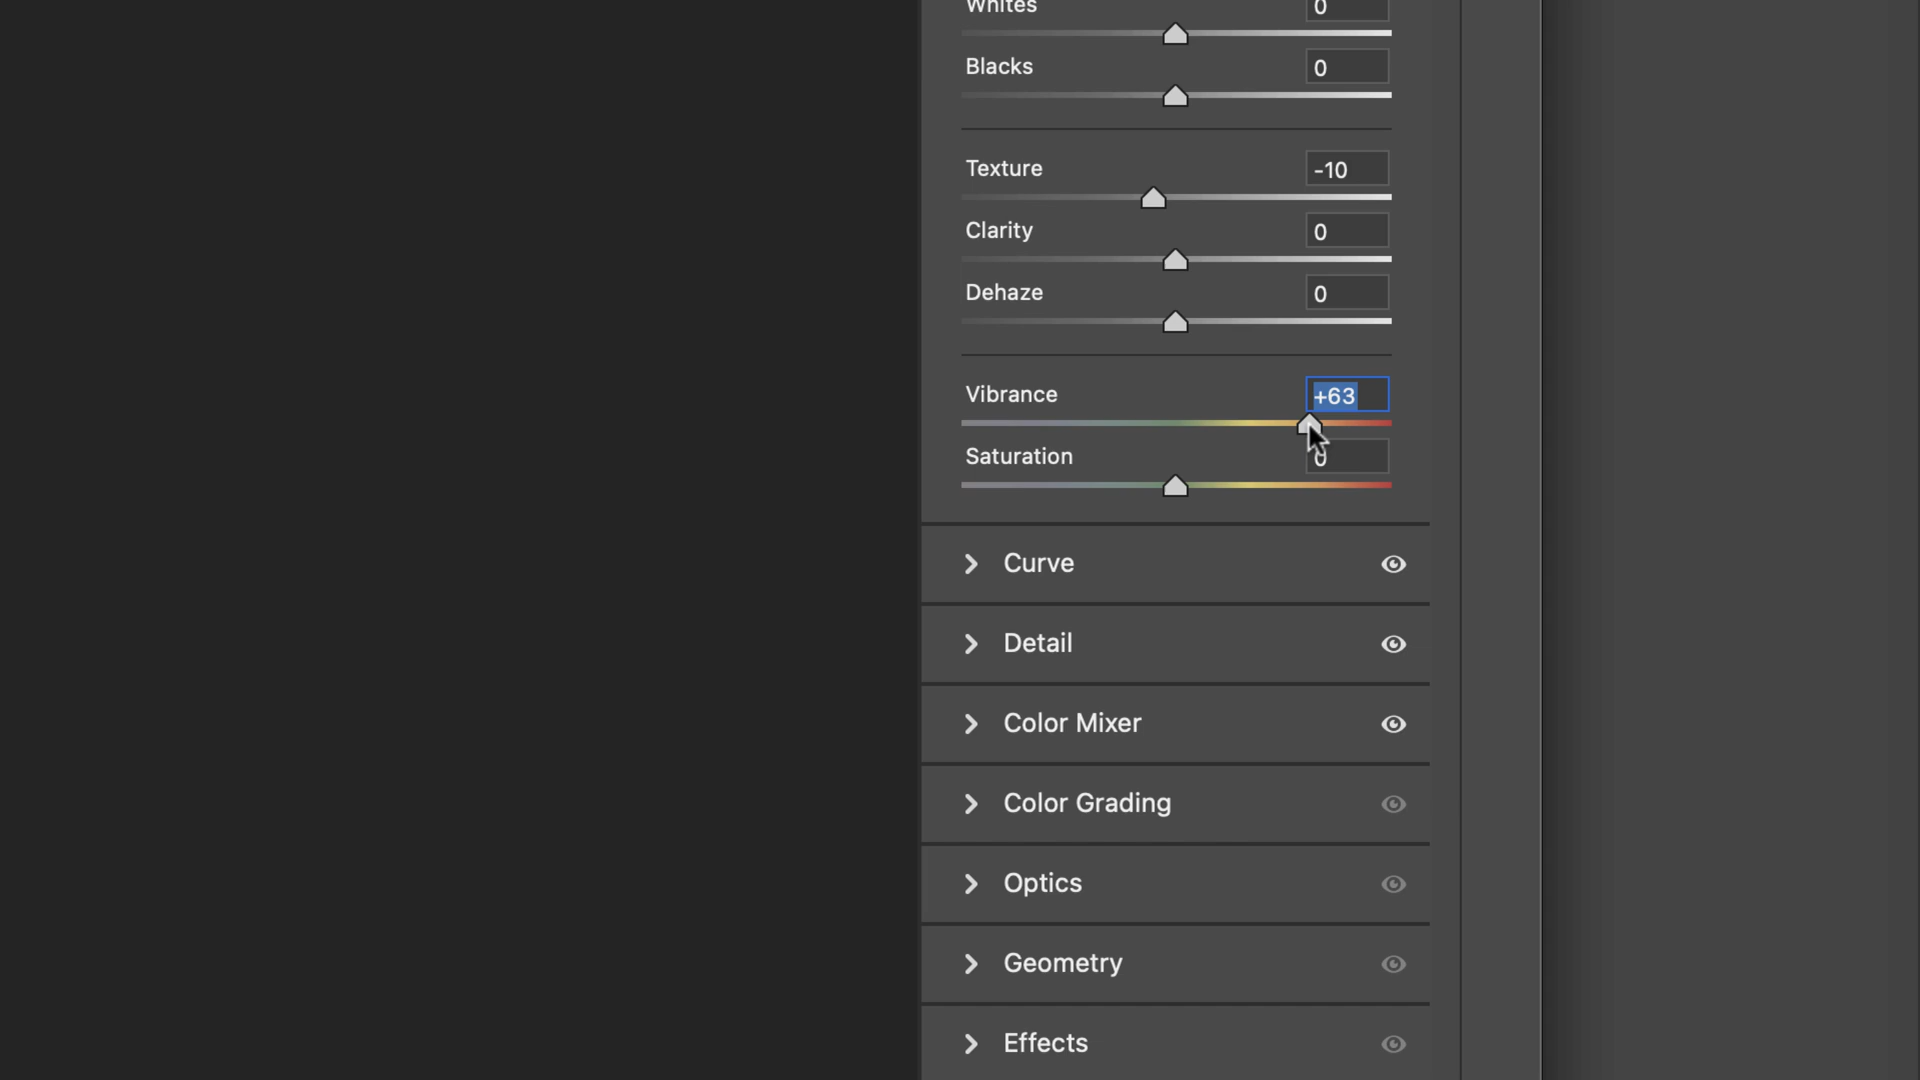 Whites 0
Blacks 0
Texture -10
Clarity 0
Dehaze 0
Vibrance +63
Saturation 0
Curve
Detail
Color Mixer
Color Grading
Optics
Geometry
Effects